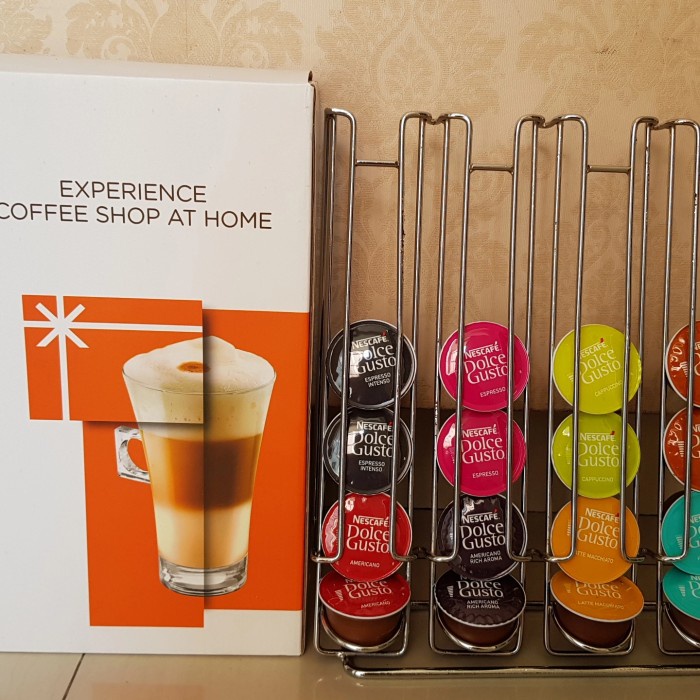 EXPERIENCE
COFFEE SHOP AT HOME
NESCAFÉ
Dolce
Gusto
ESPRESSO
INTENSO
NESCAFÉ
Dolce
Gusto
ESPRESSO
INTENSO
NESCAFÉ
Dolce
Gusto
AMERICANO
Dolce
Gusto
AMERICANO
NESCAFÉ
Dolce
Gusto
ESPRESSO
NESCAFÉ
Dolce
Gusto
ESPRESSO
NESCAFÉ
Dolce
Gusto
AMERICANO
RICH AROMA
Dolce
Gusto
AMERICANO
RICH AROMA
NESCAFÉ
Dolce
Gusto
CAPPUCCINO
NESCAFÉ
Dolce
Gusto
CAPPUCCINO
NESCAFÉ
Dolce
Gusto
LATTE MACCHIATO
Dolce
Gusto
LATTE MACCHIATO